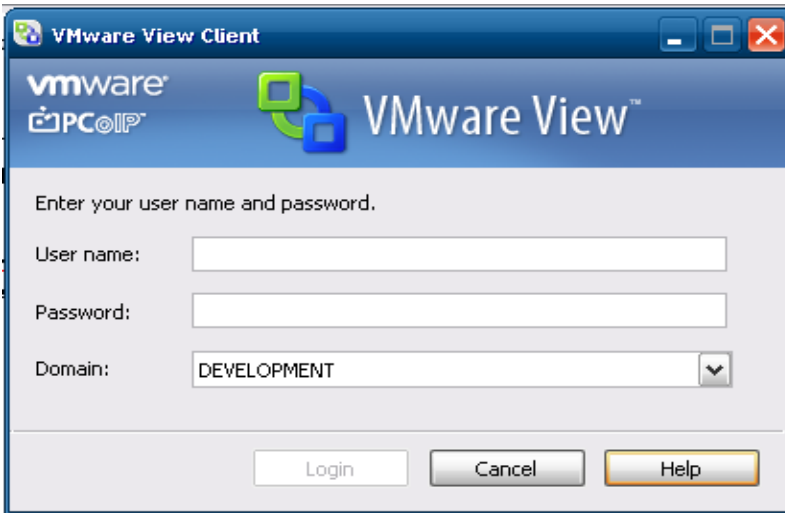 VMware View Client
vmware®
PCoIP™
VMware View™
Enter your user name and password.
User name:
Password:
Domain: DEVELOPMENT
Login Cancel Help